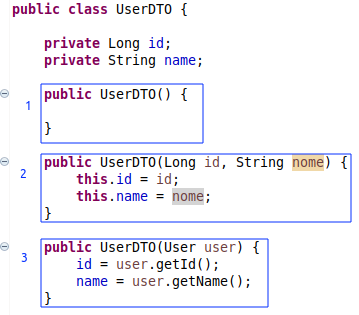 public class UserDTO {
private Long id;
private String name;
1
public UserDTO() {
}
2
public UserDTO(Long id, String nome) {
this.id = id;
this.name = nome;
}
3
public UserDTO(User user) {
id = user.getId();
name = user.getName();
}